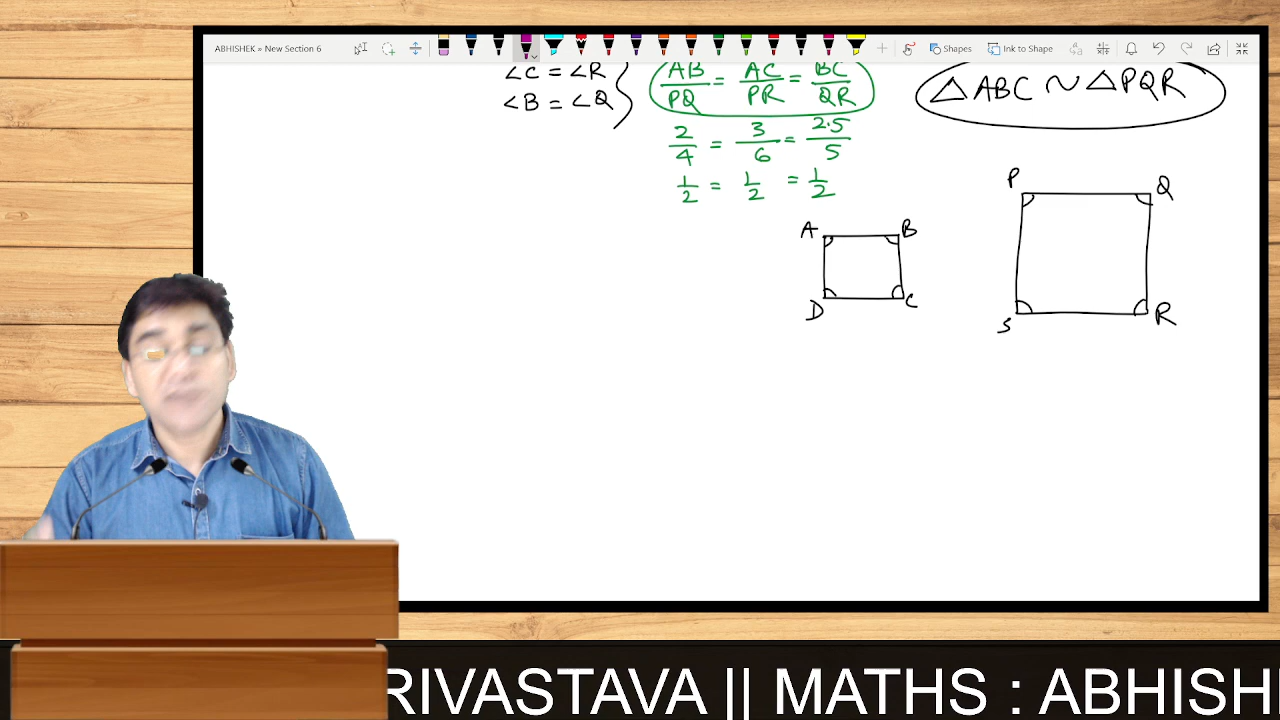 ABHISHEK » New Section 6
Shapes
Ink to Shape
∠C = ∠R
∠B = ∠Q
AB/PQ = AC/PR = BC/QR
2/4 = 3/6 = 2.5/5
1/2 = 1/2 = 1/2
△ABC ~ △PQR
P Q
A B
D C
S R
RIVASTAVA || MATHS : ABHISH